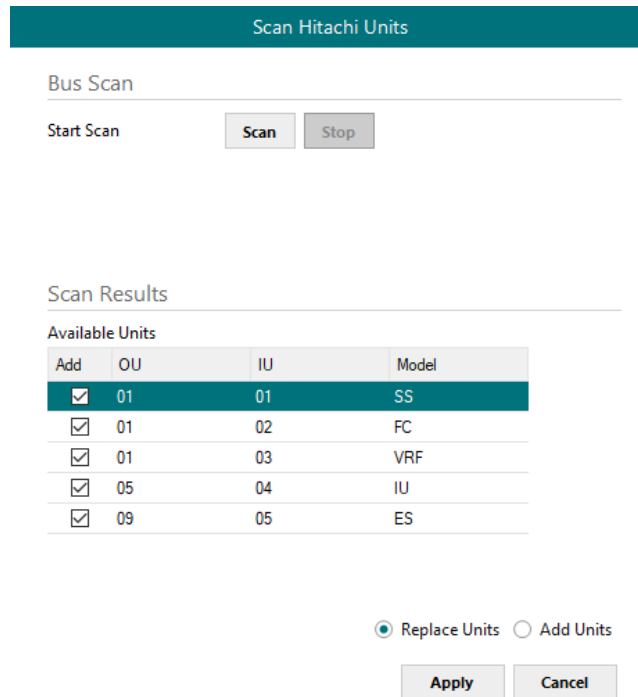 Scan Hitachi Units
Bus Scan
Start Scan Scan Stop
Scan Results
Available Units
Add OU IU Model
01 01 SS
01 02 FC
01 03 VRF
05 04 IU
09 05 ES
Replace Units Add Units
Apply Cancel